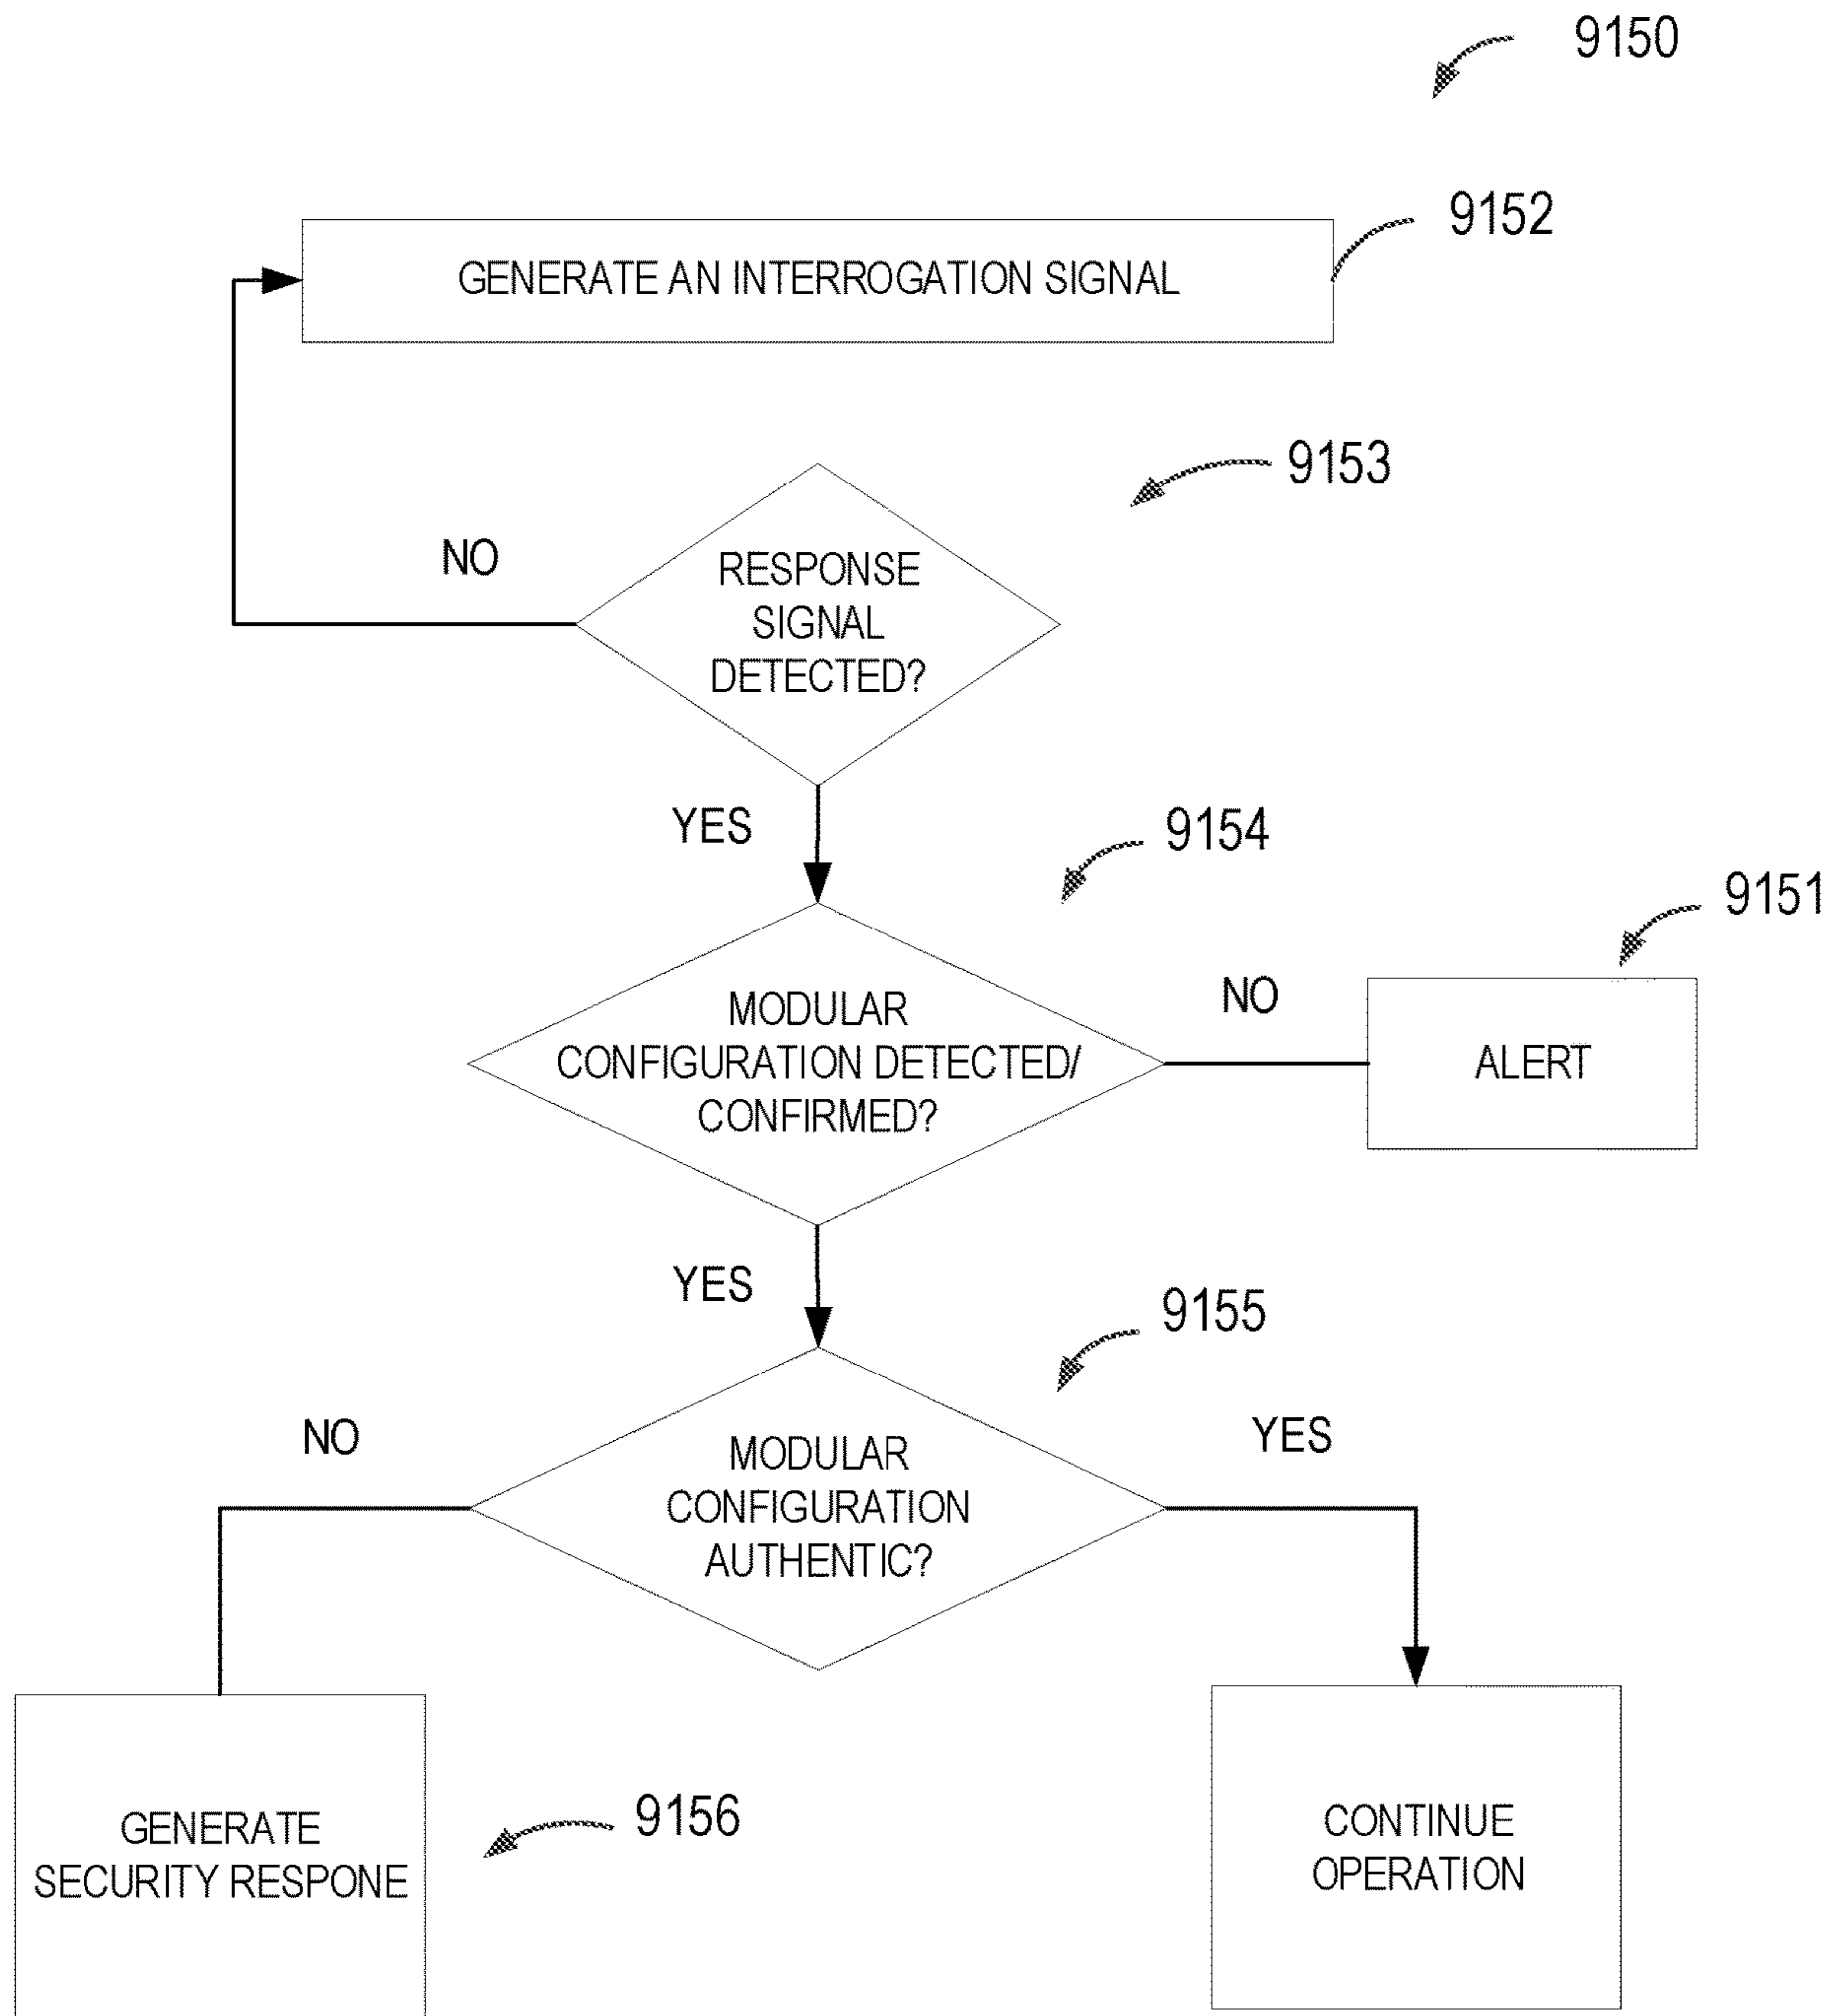 9150
9152
GENERATE AN INTERROGATION SIGNAL
9153
NO
RESPONSE
SIGNAL
DETECTED?
YES
9154
9151
MODULAR
CONFIGURATION DETECTED/
CONFIRMED?
NO
ALERT
YES
9155
NO
MODULAR
CONFIGURATION
AUTHENTIC?
YES
GENERATE
SECURITY RESPONE
9156
CONTINUE
OPERATION